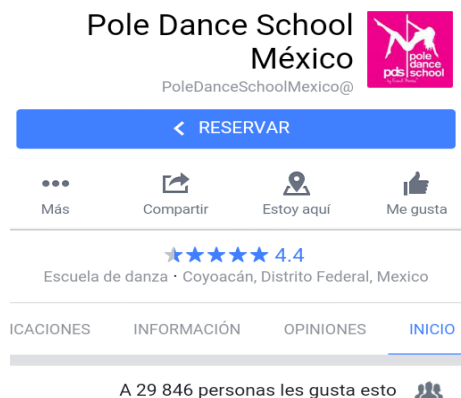 Pole Dance School
México
PoleDanceSchoolMexico@
pole
dance
pds school
RESERVAR
Más
Compartir
Estoy aquí
Me gusta
4.4
Escuela de danza · Coyoacán, Distrito Federal, Mexico
ICACIONES
INFORMACIÓN
OPINIONES
INICIO
A 29 846 personas les gusta esto